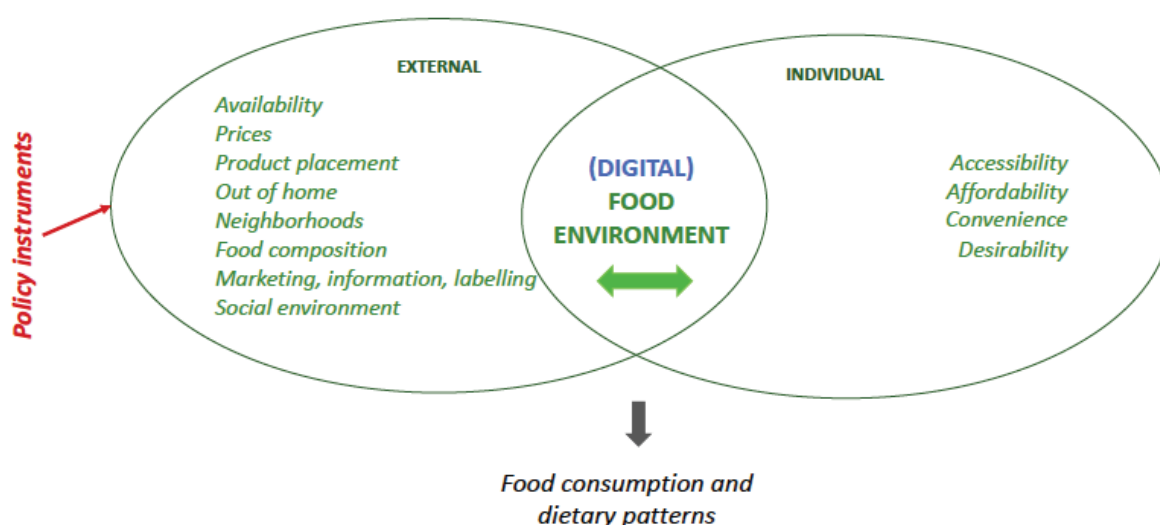 Policy instruments
EXTERNAL
Availability
Prices
Product placement
Out of home
Neighborhoods
Food composition
Marketing, information, labelling
Social environment
(DIGITAL)
FOOD
ENVIRONMENT
INDIVIDUAL
Accessibility
Affordability
Convenience
Desirability
Food consumption and
dietary patterns